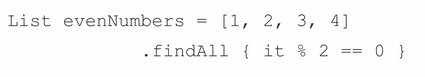 List evenNumbers = [1, 2, 3, 4]
.findAll { it % 2 == 0 }